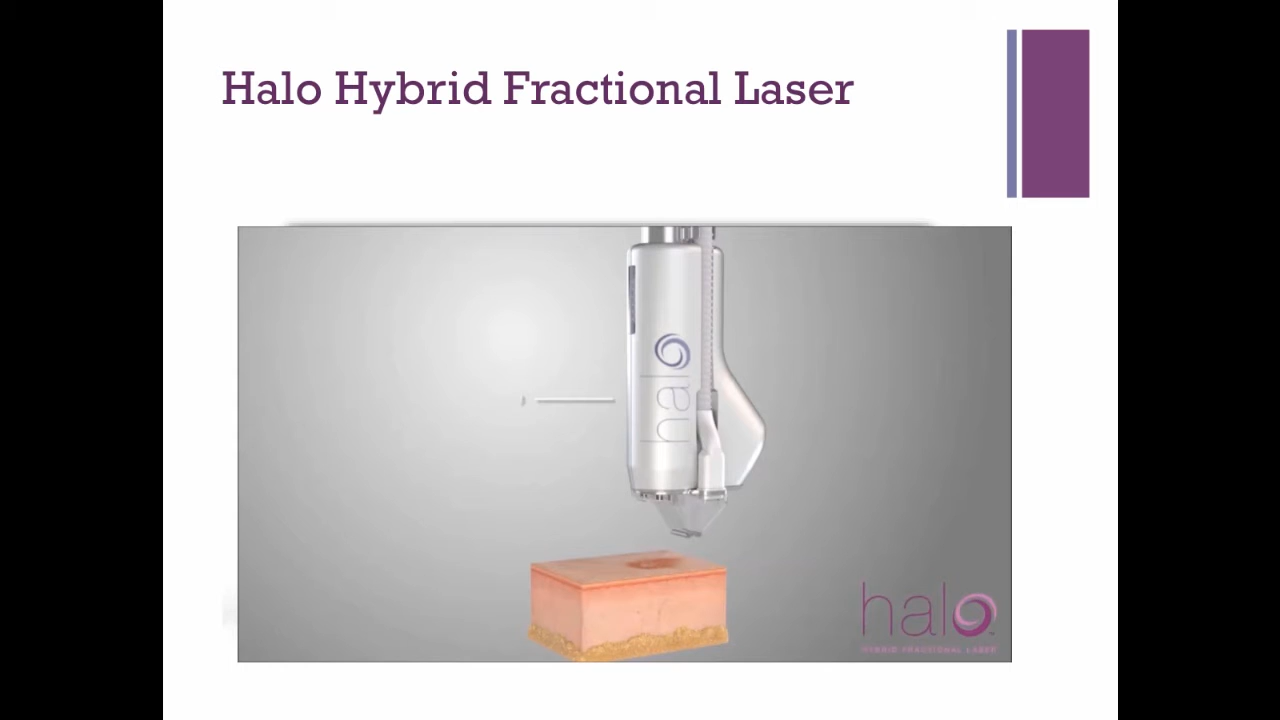 Halo Hybrid Fractional Laser
halo
halo
HYBRID FRACTIONAL LASER